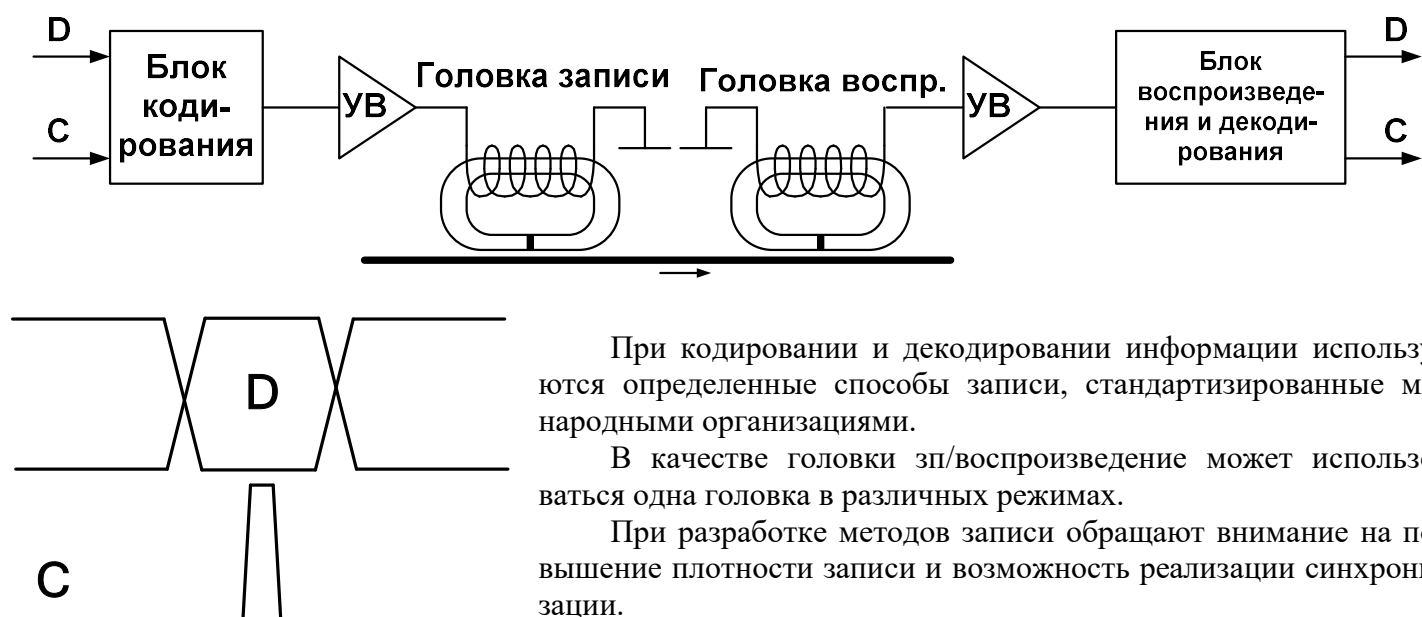 D
C
Блок
коди-
рования
УВ
Головка записи
Головка воспр.
УВ
Блок
воспроизведе-
ния и декоди-
рования
D
C
D
C
При кодировании и декодировании информации использу
ются определенные способы записи, стандартизированные м
народными организациями.
В качестве головки зп/воспроизведение может использо
ваться одна головка в различных режимах.
При разработке методов записи обращают внимание на по
вышение плотности записи и возможность реализации синхрони
зации.